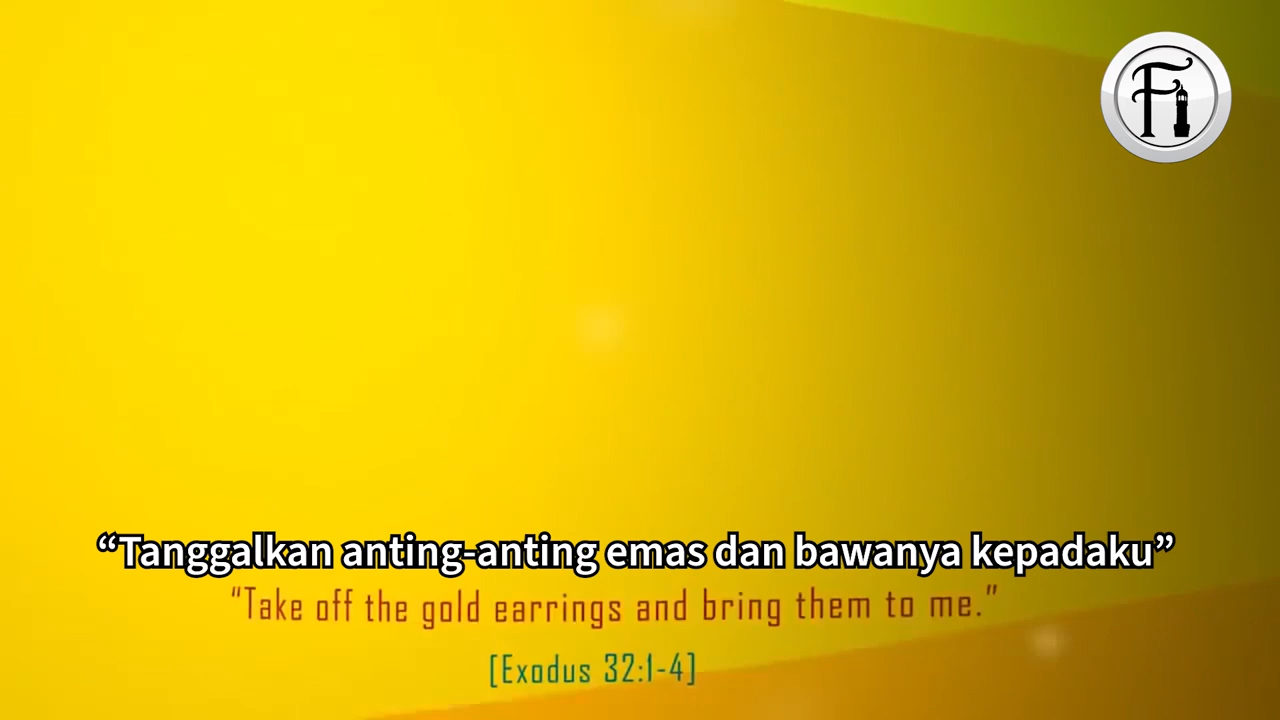 Fi
“Tanggalkan anting-anting emas dan bawanya kepadaku”
“Take off the gold earrings and bring them to me.”
[Exodus 32:1-4]